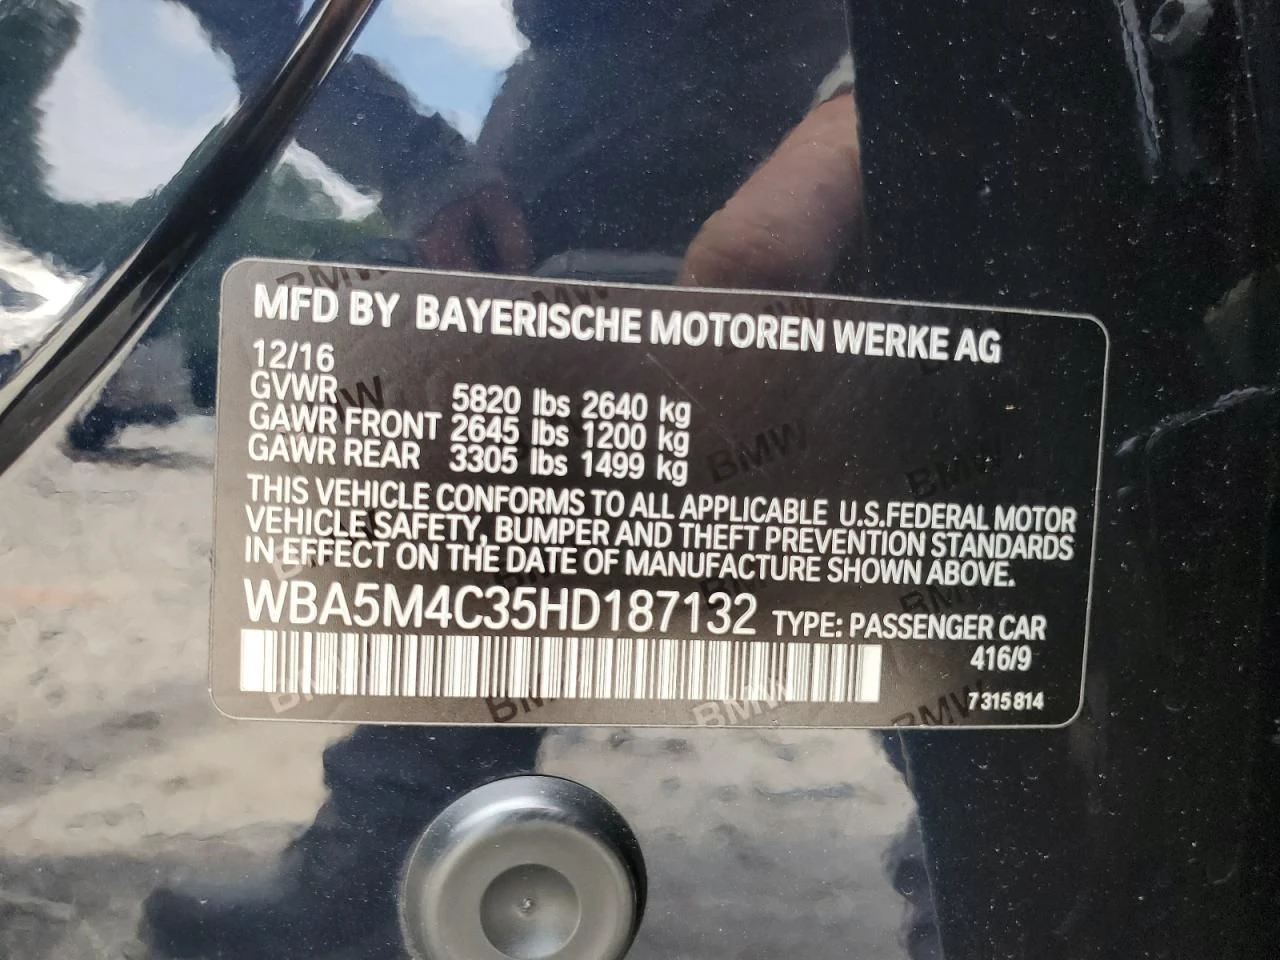 MFD BY BAYERISCHE MOTOREN WERKE AG
12/16
GVWR 5820 lbs 2640 kg
GAWR FRONT 2645 lbs 1200 kg
GAWR REAR 3305 lbs 1499 kg
THIS VEHICLE CONFORMS TO ALL APPLICABLE U.S.FEDERAL MOTOR
VEHICLE SAFETY, BUMPER AND THEFT PREVENTION STANDARDS
IN EFFECT ON THE DATE OF MANUFACTURE SHOWN ABOVE.
WBA5M4C35HD187132 TYPE: PASSENGER CAR
416/9
7 315 814